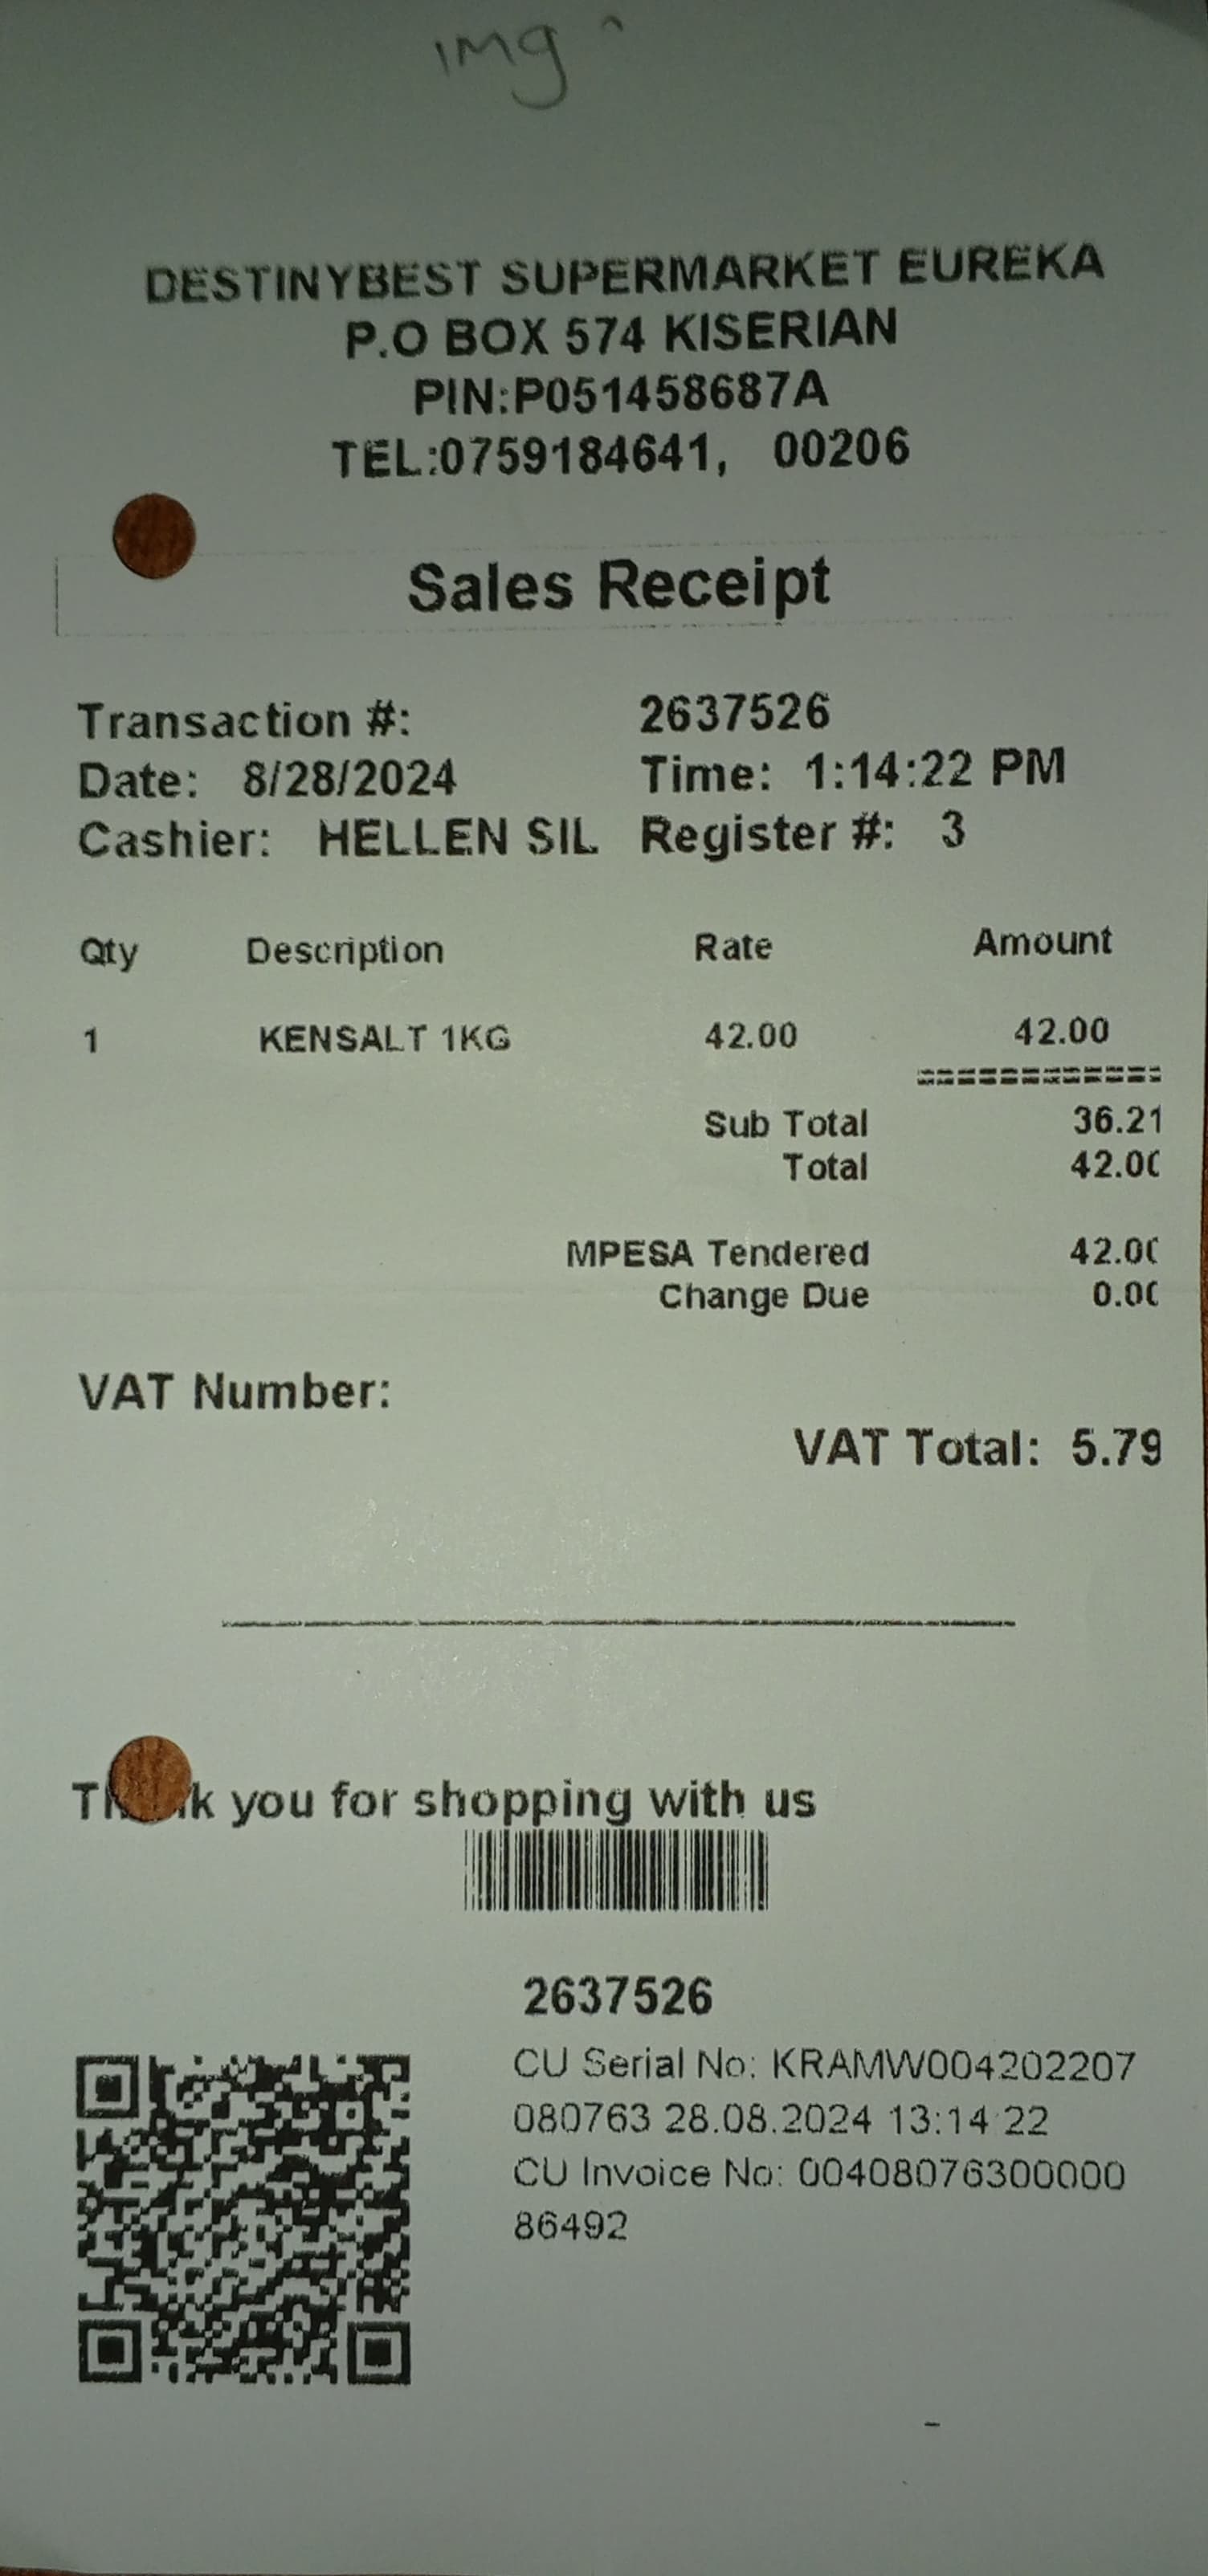 img
DESTINYBEST SUPERMARKET EUREKA
P.O BOX 574 KISERIAN
PIN:P051458687A
TEL:0759184641, 00206
Sales Receipt
Transaction #: 2637526
Date: 8/28/2024 Time: 1:14:22 PM
Cashier: HELLEN SIL Register #: 3
Qty Description Rate Amount
1 KENSALT 1KG 42.00 42.00
============
Sub Total 36.21
Total 42.00
MPESA Tendered 42.00
Change Due 0.00
VAT Number:
VAT Total: 5.79
you for shopping with us
2637526
CU Serial No: KRAMW004202207
080763 28.08.2024 13:14:22
CU Invoice No: 00408076300000
86492